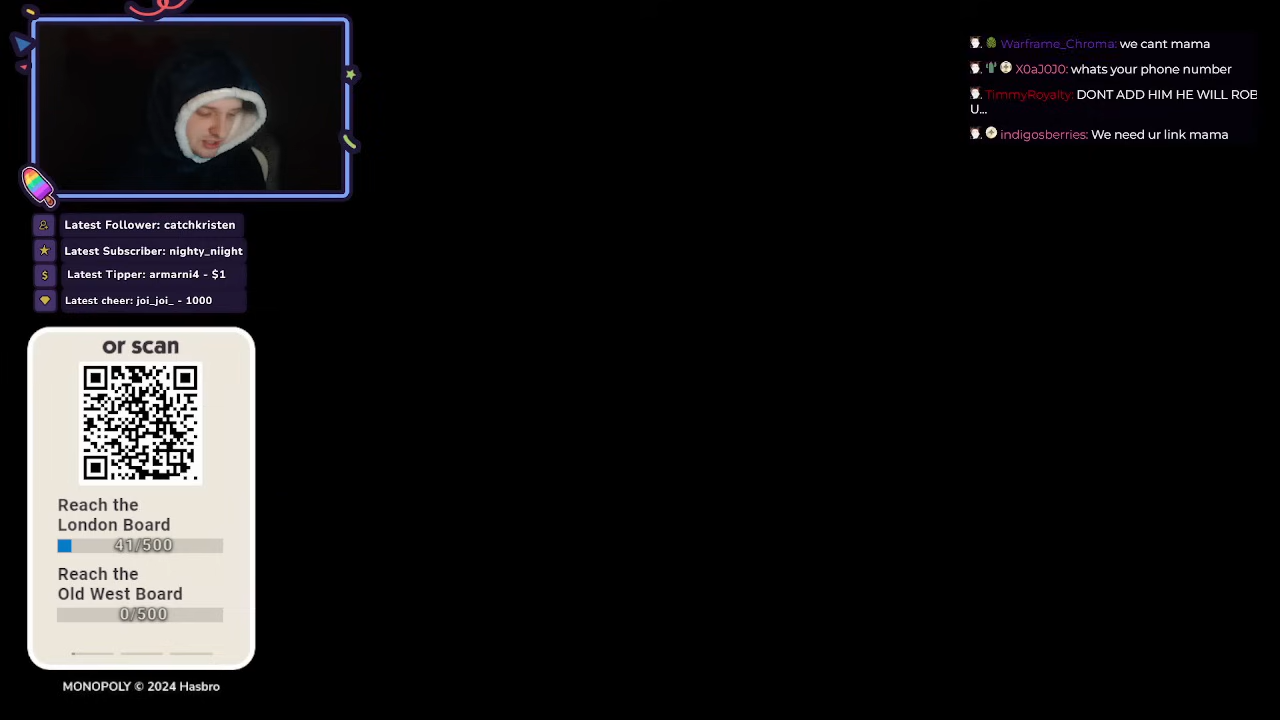 Warframe_Chroma: we cant mama
X0aJ0J0: whats your phone number
TimmyRoyalty: DONT ADD HIM HE WILL ROB
U...
indigosberries: We need ur link mama
Latest Follower: catchkristen
Latest Subscriber: nighty_niight
Latest Tipper: armarni4 - $1
Latest cheer: joi_joi_ - 1000
or scan
Reach the
London Board
41/500
Reach the
Old West Board
0/500
MONOPOLY © 2024 Hasbro